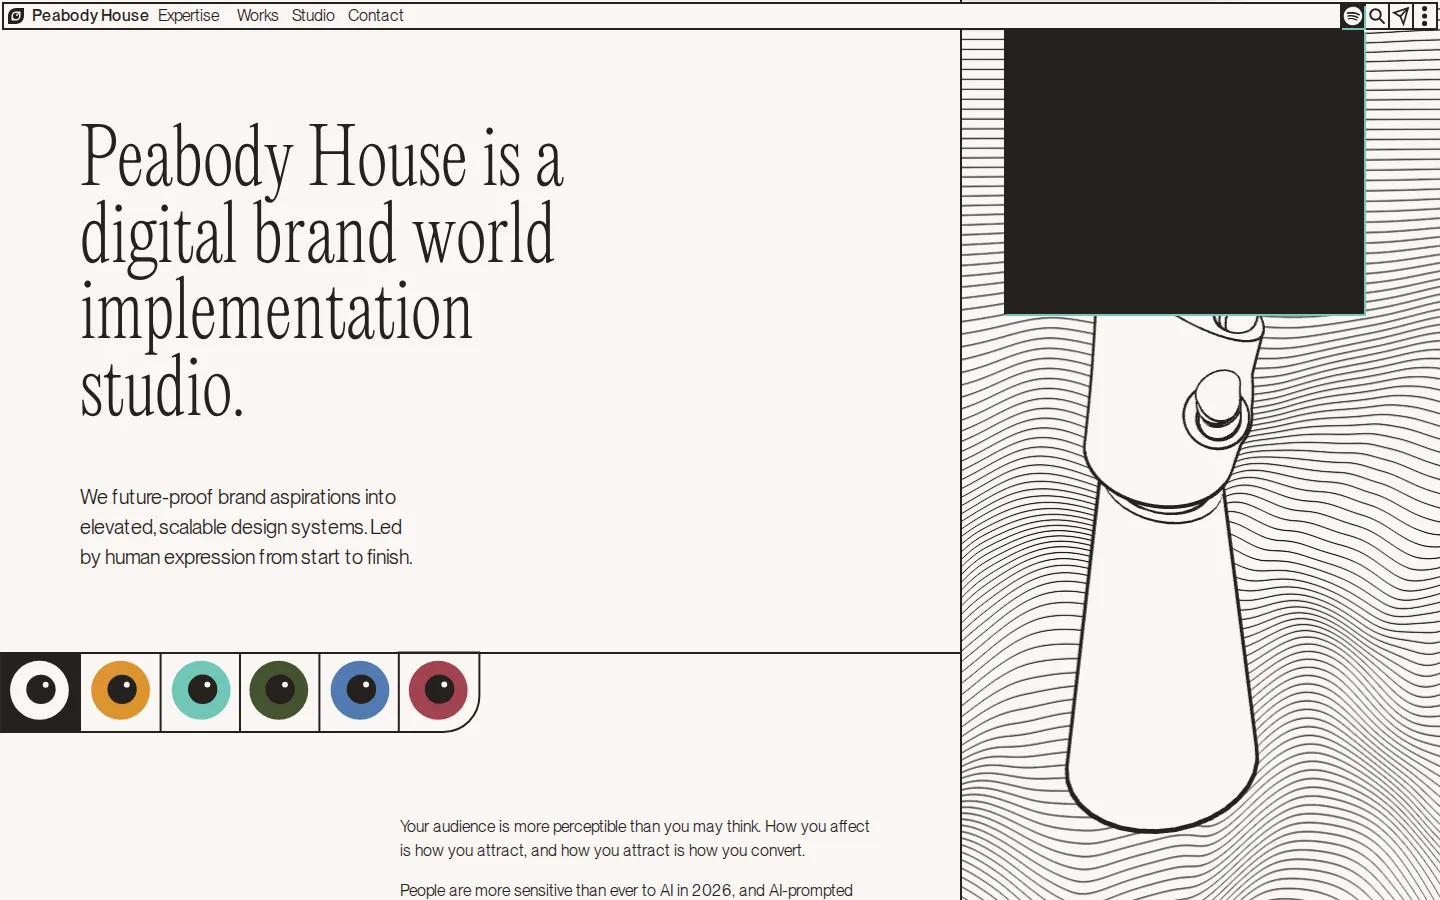 Peabody House Expertise Works Studio Contact
Peabody House is a
digital brand world
implementation
studio.
We future-proof brand aspirations into
elevated, scalable design systems. Led
by human expression from start to finish.
Your audience is more perceptible than you may think. How you affect
is how you attract, and how you attract is how you convert.
People are more sensitive than ever to AI in 2026, and AI-prompted